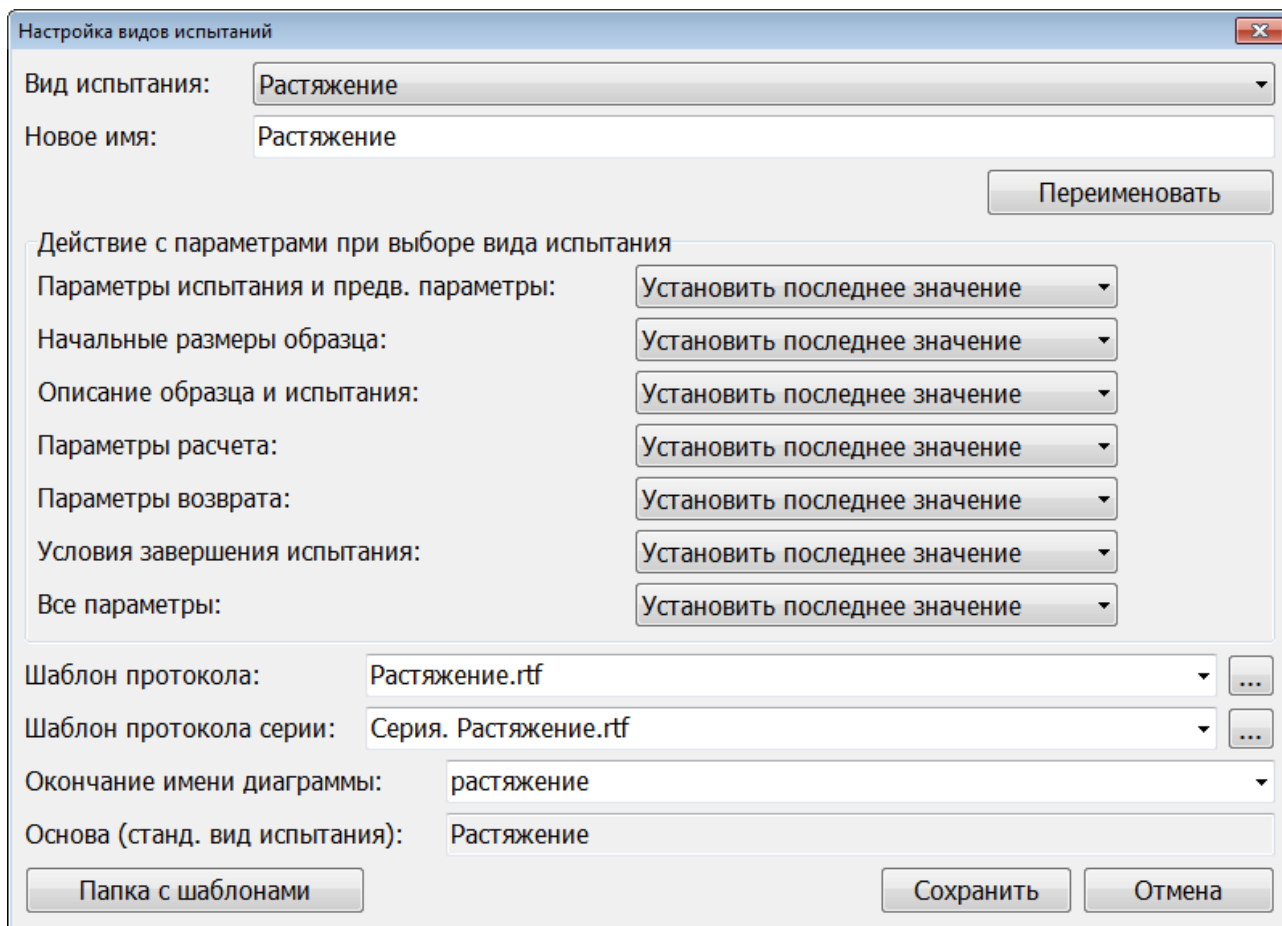 Настройка видов испытаний
Вид испытания: Растяжение
Новое имя: Растяжение
Переименовать
Действие с параметрами при выборе вида испытания
Параметры испытания и предв. параметры: Установить последнее значение
Начальные размеры образца: Установить последнее значение
Описание образца и испытания: Установить последнее значение
Параметры расчета: Установить последнее значение
Параметры возврата: Установить последнее значение
Условия завершения испытания: Установить последнее значение
Все параметры: Установить последнее значение
Шаблон протокола: Растяжение.rtf ...
Шаблон протокола серии: Серия. Растяжение.rtf ...
Окончание имени диаграммы: растяжение
Основа (станд. вид испытания): Растяжение
Папка с шаблонами Сохранить Отмена